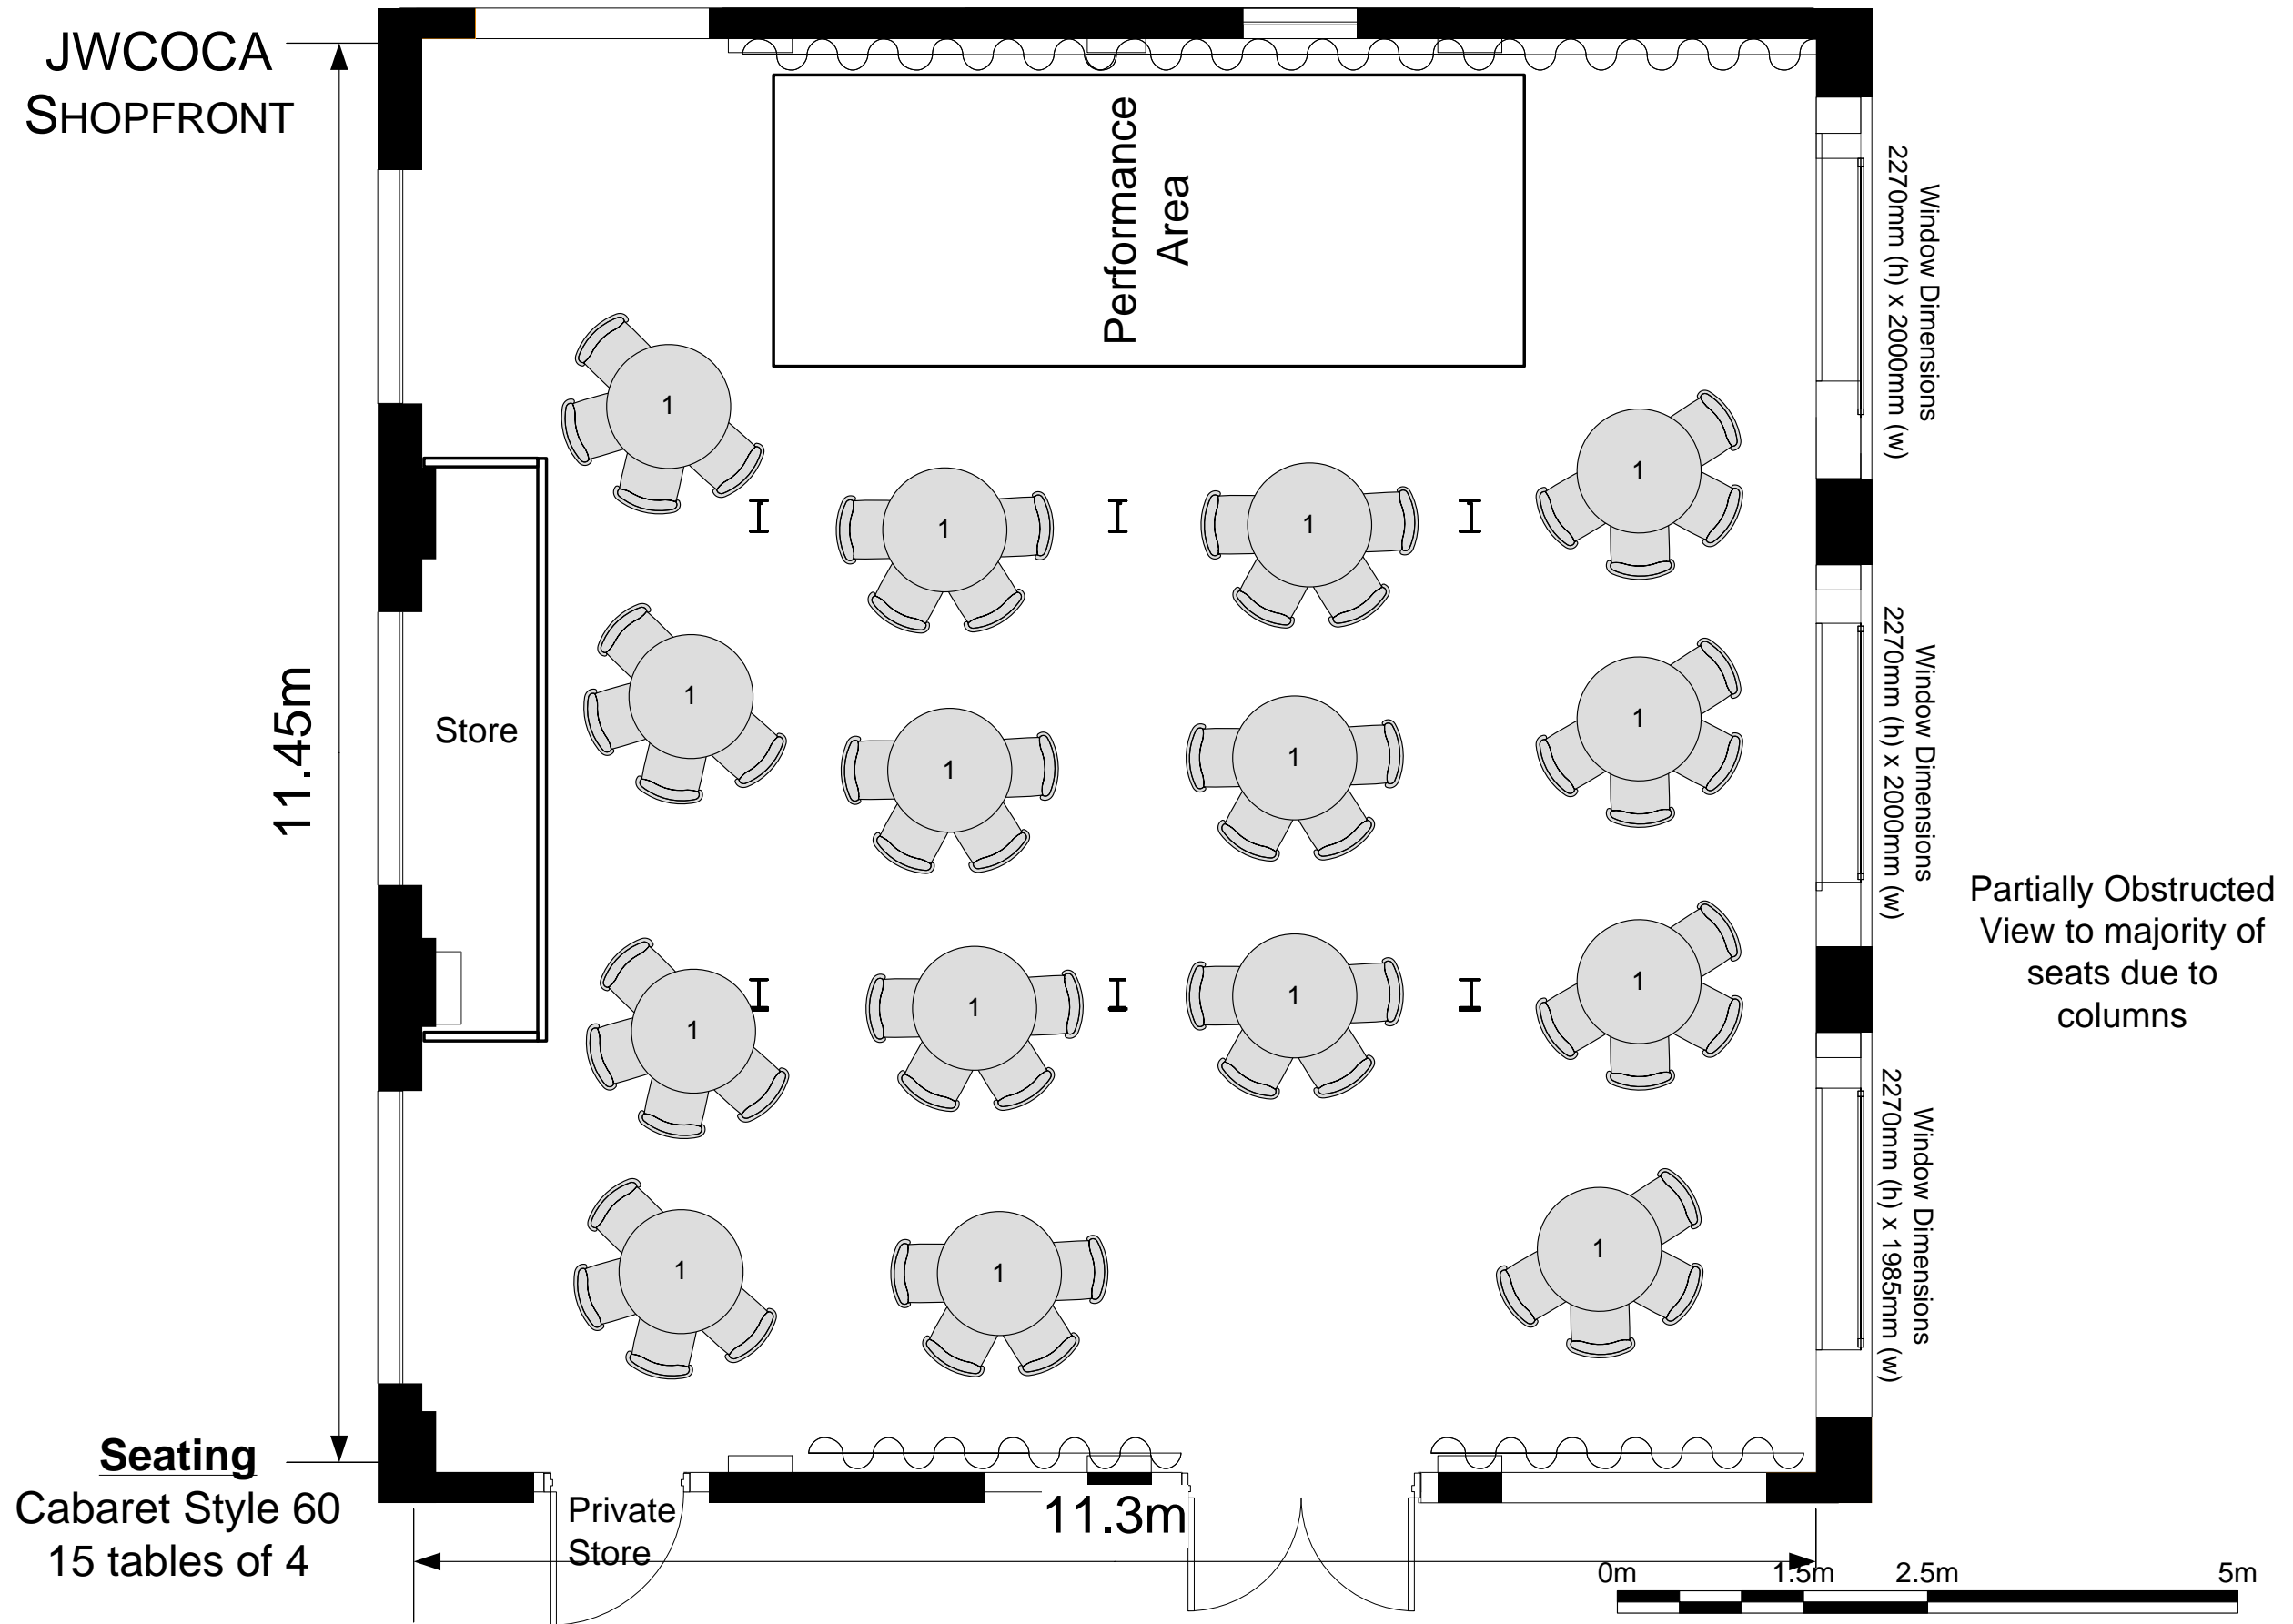 JWCOCA
SHOPFRONT
Performance
Area
Window Dimensions
2270mm (h) x 2000mm (w)
1
1
1
1
Window Dimensions
2270mm (h) x 2000mm (w)
11.45m
Store
1
1
1
1
Partially Obstructed
View to majority of
seats due to
columns
1
1
1
1
Window Dimensions
2270mm (h) x 1985mm (w)
1
1
1
Seating
Cabaret Style 60
15 tables of 4
Private
Store
11.3m
0m 1.5m 2.5m 5m